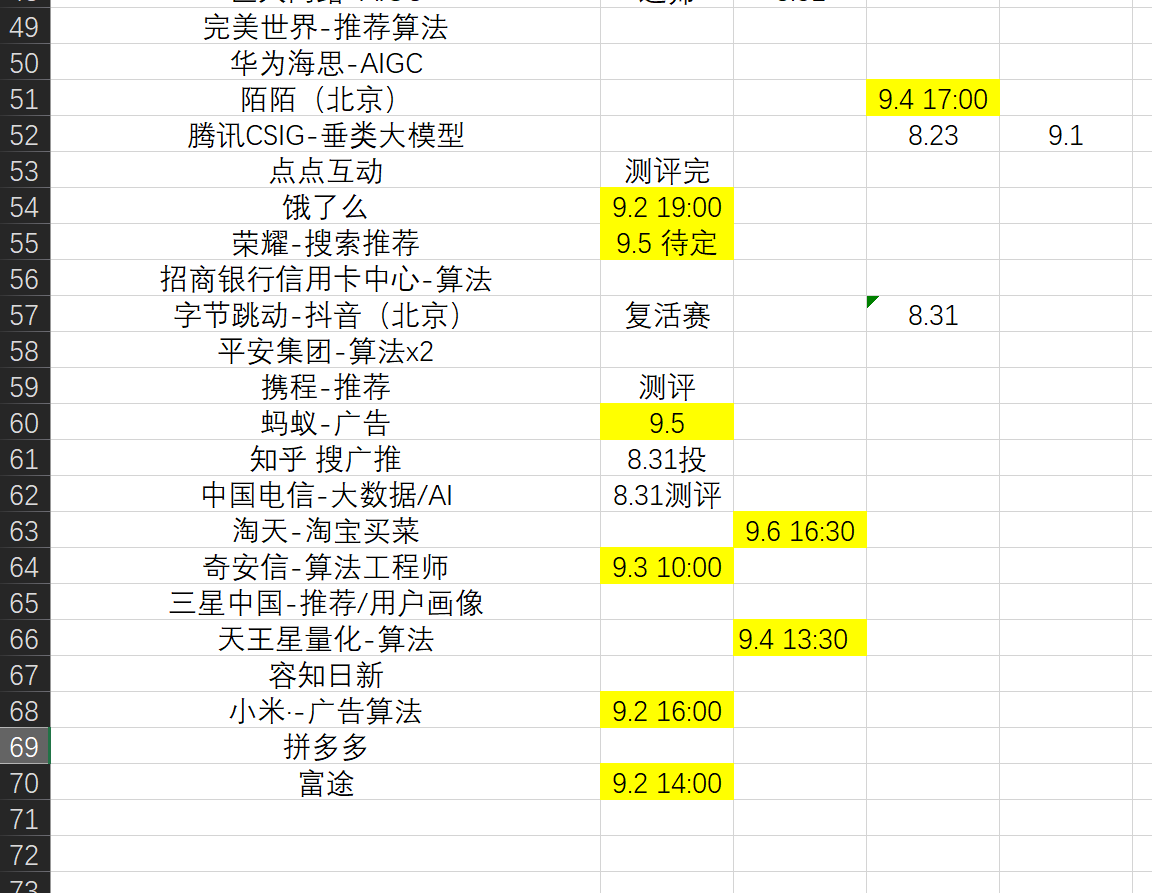 49 完美世界-推荐算法
50 华为海思-AIGC
51 陌陌（北京） 9.4 17:00
52 腾讯CSIG-垂类大模型 8.23 9.1
53 点点互动 测评完
54 饿了么 9.2 19:00
55 荣耀-搜索推荐 9.5 待定
56 招商银行信用卡中心-算法
57 字节跳动-抖音（北京） 复活赛 8.31
58 平安集团-算法x2
59 携程-推荐 测评
60 蚂蚁-广告 9.5
61 知乎 搜广推 8.31投
62 中国电信-大数据/AI 8.31测评
63 淘天-淘宝买菜 9.6 16:30
64 奇安信-算法工程师 9.3 10:00
65 三星中国-推荐/用户画像
66 天王星量化-算法 9.4 13:30
67 容知日新
68 小米·-广告算法 9.2 16:00
69 拼多多
70 富途 9.2 14:00
71
72
73